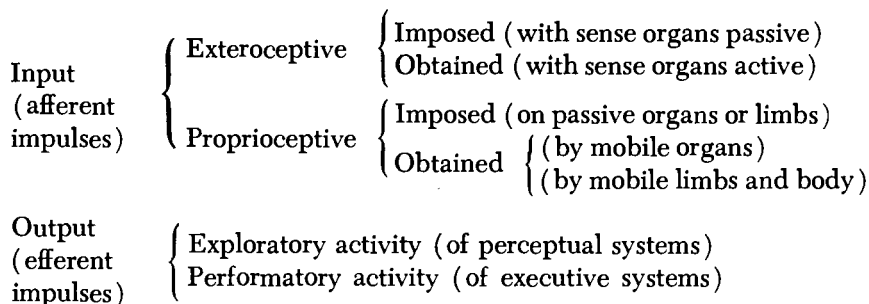 Input
(afferent
impulses)
Exteroceptive
Imposed (with sense organs passive)
Obtained (with sense organs active)
Proprioceptive
Imposed (on passive organs or limbs)
Obtained
(by mobile organs)
(by mobile limbs and body)
Output
(efferent
impulses)
Exploratory activity (of perceptual systems)
Performatory activity (of executive systems)